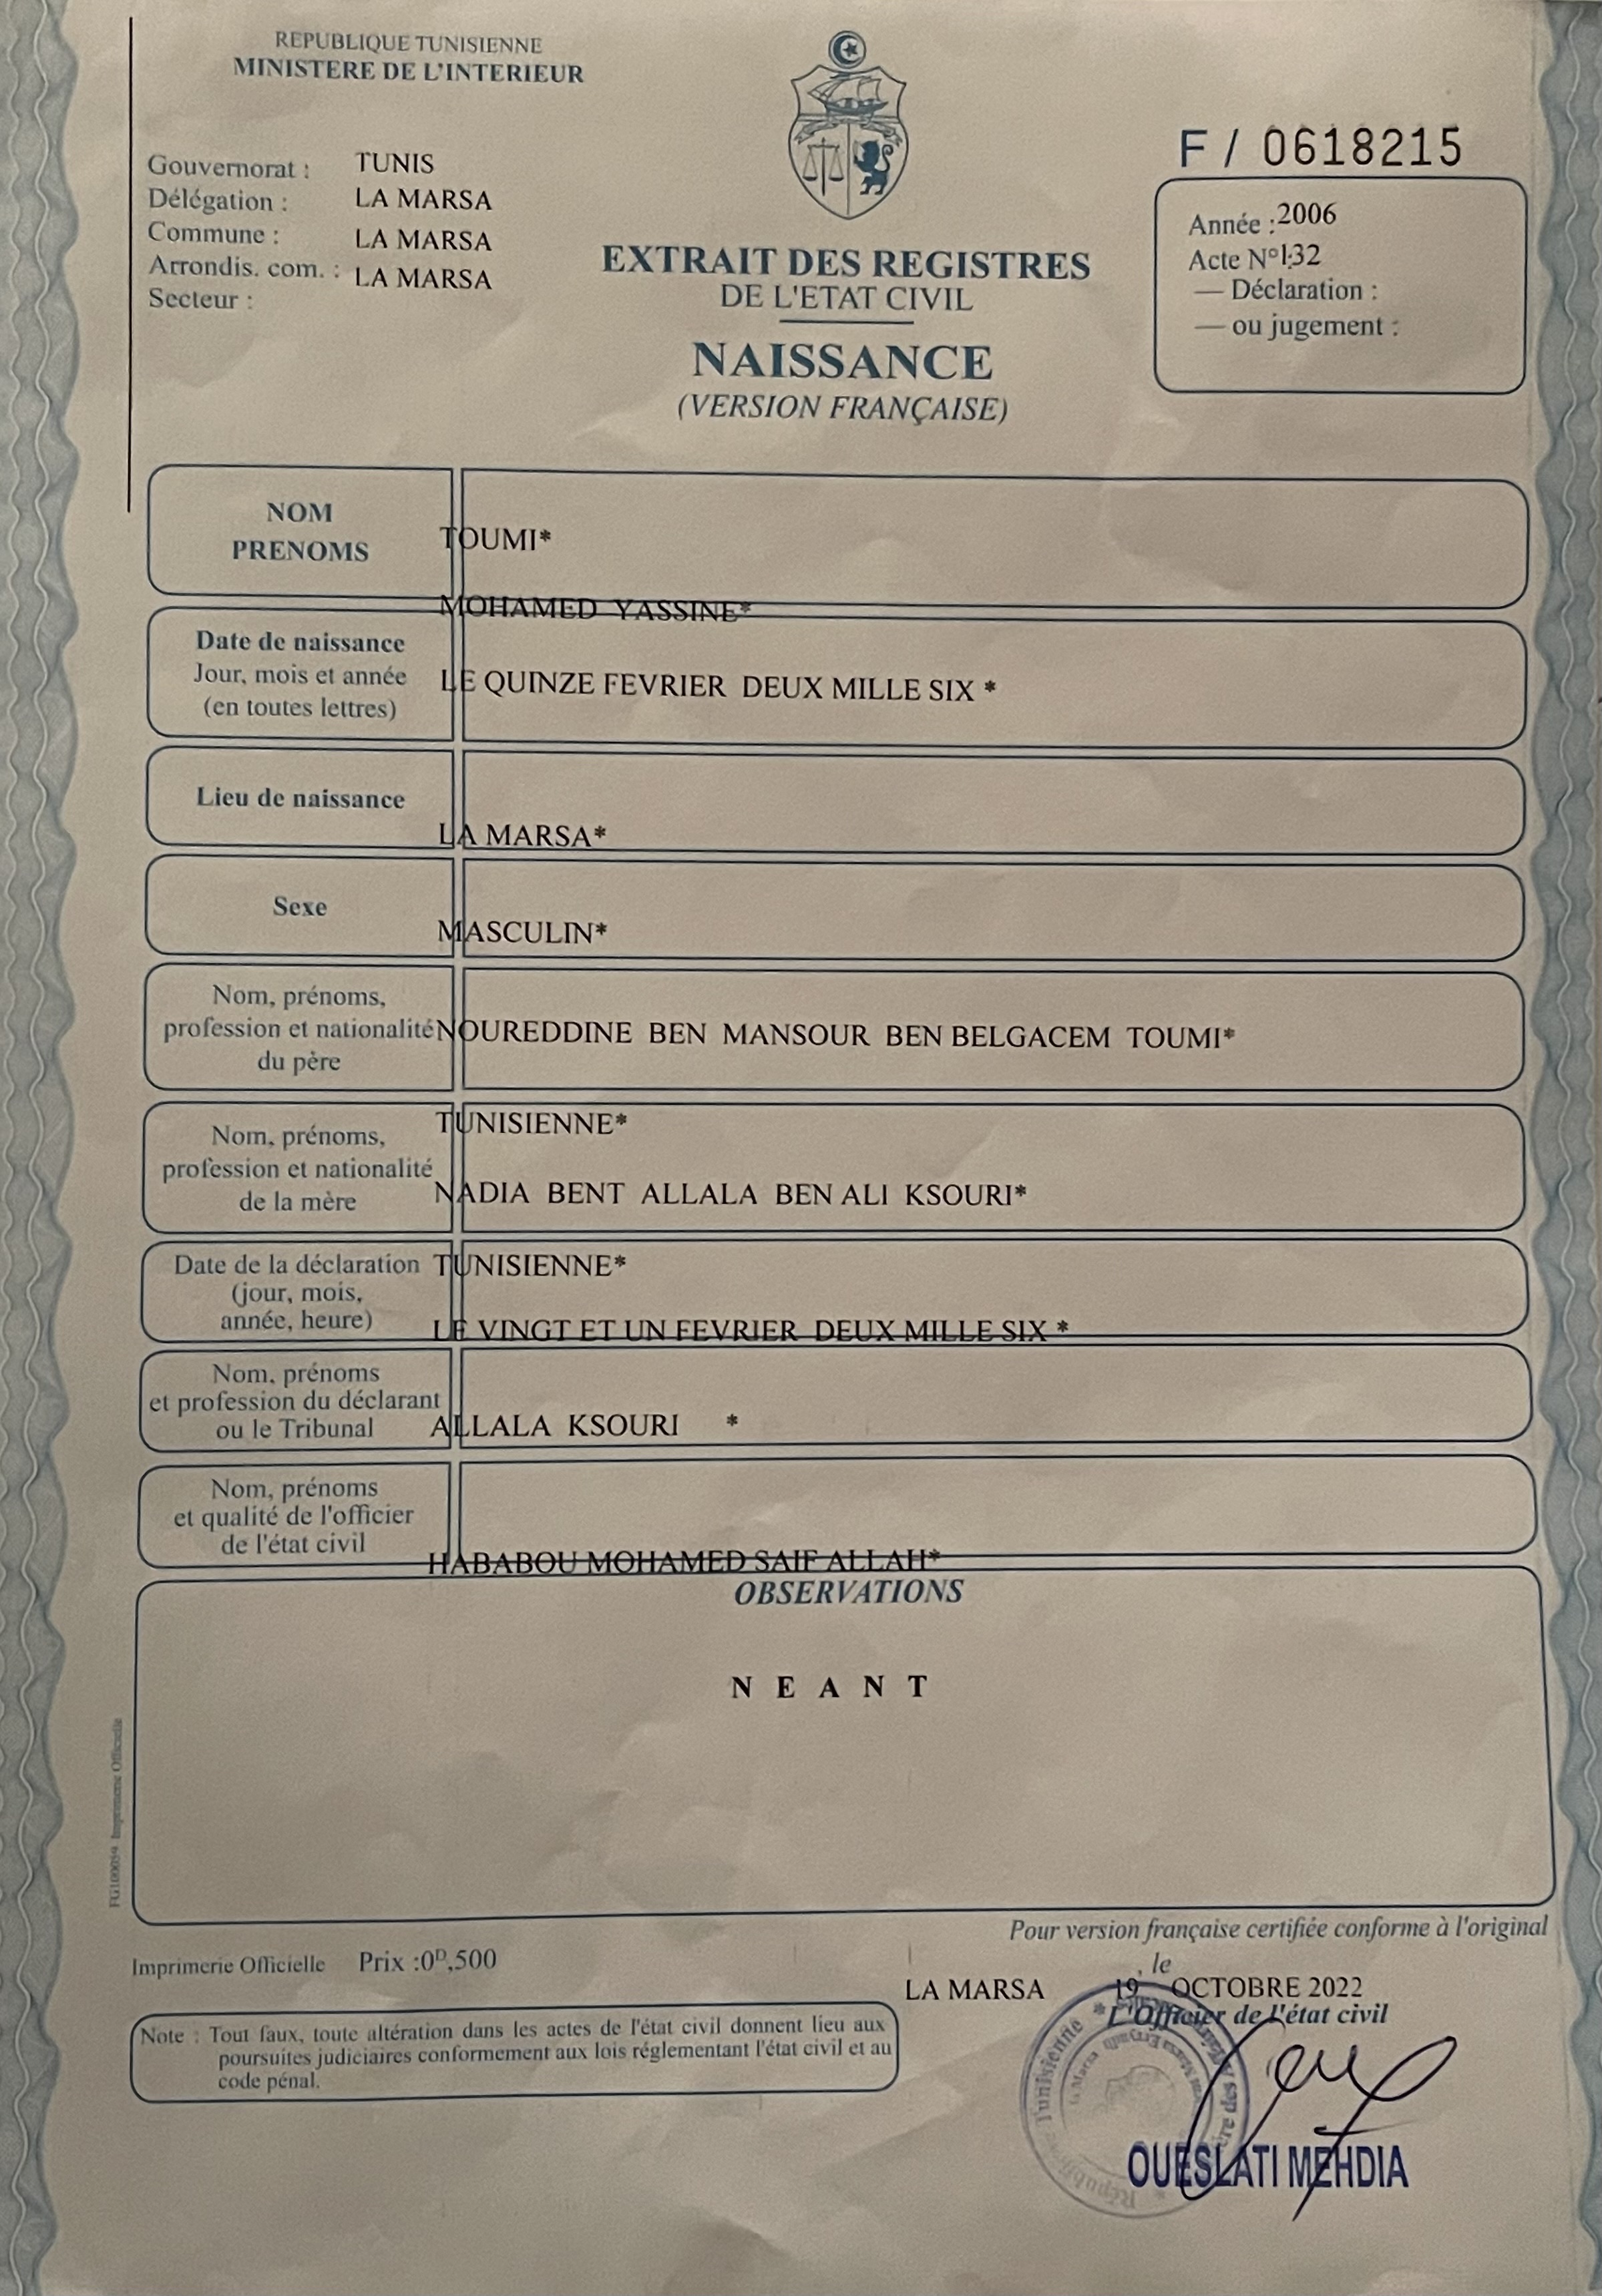 REPUBLIQUE TUNISIENNE
MINISTERE DE L'INTERIEUR
F / 0618215
Gouvernorat : TUNIS
Délégation : LA MARSA
Commune : LA MARSA
Arrondis. com. : LA MARSA
Secteur :
Année : 2006
Acte N° 132
— Déclaration :
— ou jugement :
EXTRAIT DES REGISTRES
DE L'ETAT CIVIL
NAISSANCE
(VERSION FRANÇAISE)
NOM
PRENOMS
TOUMI*
MOHAMED YASSINE*
Date de naissance
Jour, mois et année
(en toutes lettres)
LE QUINZE FEVRIER DEUX MILLE SIX *
Lieu de naissance
LA MARSA*
Sexe
MASCULIN*
Nom, prénoms,
profession et nationalité
du père
NOUREDDINE BEN MANSOUR BEN BELGACEM TOUMI*
TUNISIENNE*
Nom, prénoms,
profession et nationalité
de la mère
NADIA BENT ALLALA BEN ALI KSOURI*
TUNISIENNE*
Date de la déclaration
(jour, mois,
année, heure)
LE VINGT ET UN FEVRIER DEUX MILLE SIX *
Nom, prénoms
et profession du déclarant
ou le Tribunal
ALLALA KSOURI *
Nom, prénoms
et qualité de l'officier
de l'état civil
HABABOU MOHAMED SAIF ALLAH*
OBSERVATIONS
N E A N T
Imprimerie Officielle
Pour version française certifiée conforme à l'original
Imprimerie Officielle Prix :0ᴰ,500
, le
LA MARSA 19 OCTOBRE 2022
L'Officier de l'état civil
Note : Tout faux, toute altération dans les actes de l'état civil donnent lieu aux
poursuites judiciaires conformement aux lois réglementant l'état civil et au
code pénal.
République Tunisienne
OUESLATI MEHDIA